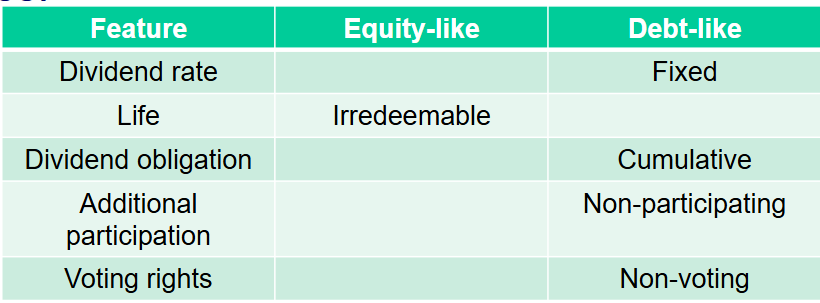 Feature Equity-like Debt-like
Dividend rate Fixed
Life Irredeemable
Dividend obligation Cumulative
Additional Non-participating
participation
Voting rights Non-voting